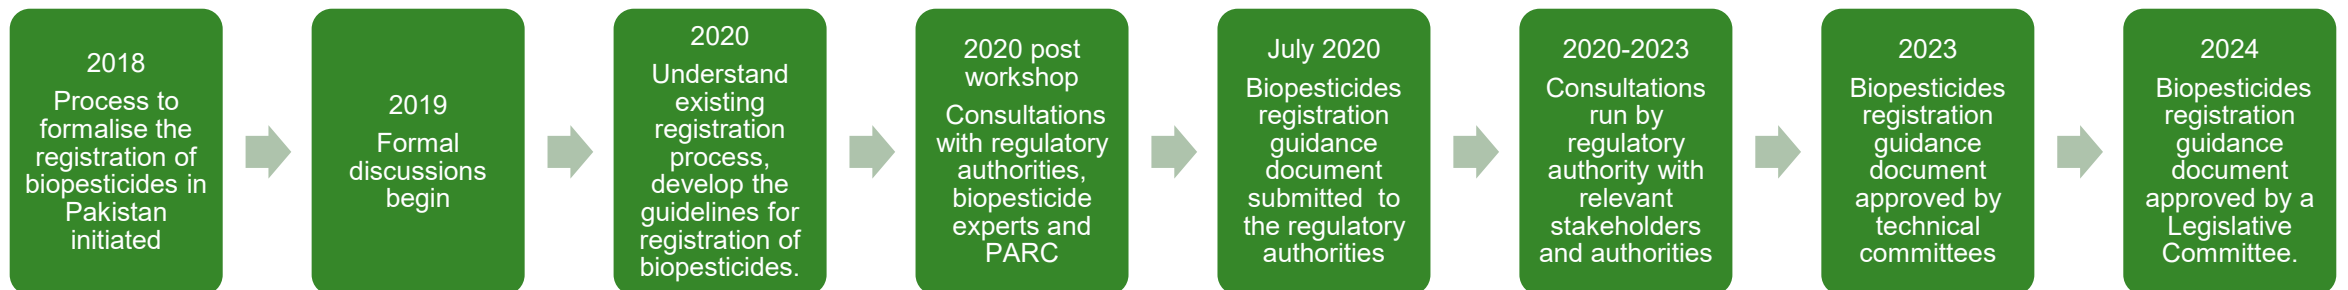 2018
Process to
formalise the
registration of
biopesticides in
Pakistan
initiated
2019
Formal
discussions
begin
2020
Understand
existing
registration
process,
develop the
guidelines for
registration of
biopesticides.
2020 post
workshop
Consultations
with regulatory
authorities,
biopesticide
experts and
PARC
July 2020
Biopesticides
registration
guidance
document
submitted to
the regulatory
authorities
2020-2023
Consultations
run by
regulatory
authority with
relevant
stakeholders
and authorities
2023
Biopesticides
registration
guidance
document
approved by
technical
committees
2024
Biopesticides
registration
guidance
document
approved by a
Legislative
Committee.